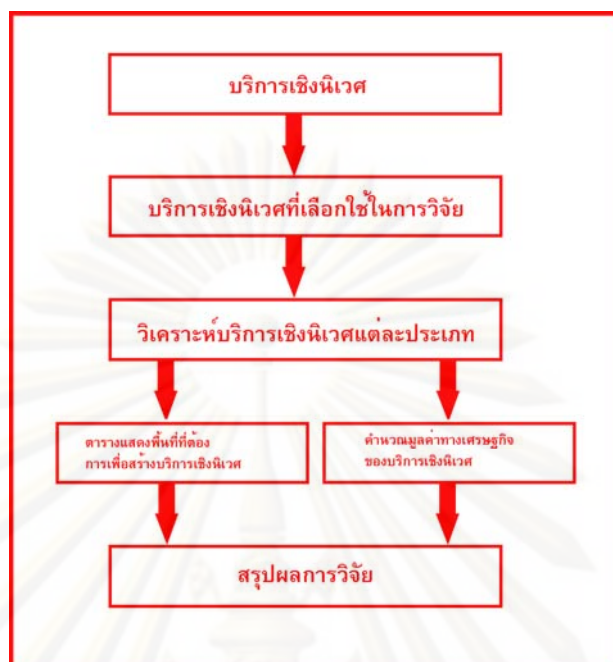 บริการเชิงนิเวศ
บริการเชิงนิเวศที่เลือกใช้ในการวิจัย
วิเคราะห์บริการเชิงนิเวศแต่ละประเภท
ตารางแสดงพื้นที่ที่ต้อง
การเพื่อสร้างบริการเชิงนิเวศ
คำนวณมูลค่าทางเศรษฐกิจ
ของบริการเชิงนิเวศ
สรุปผลการวิจัย